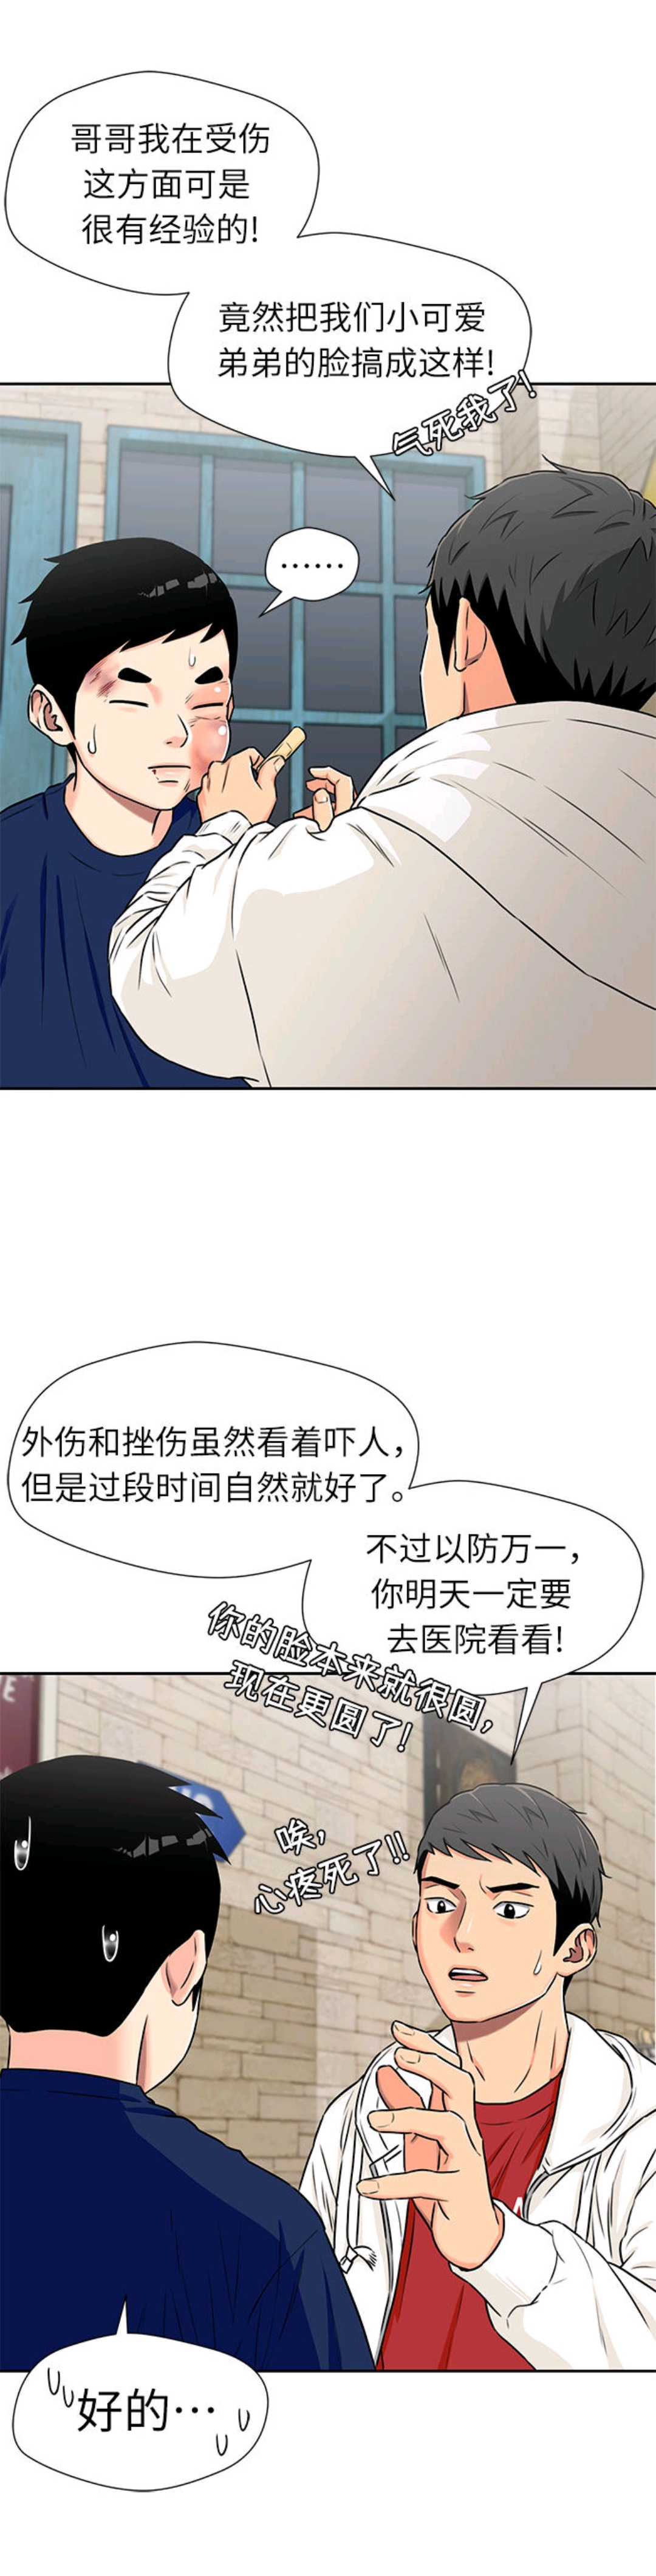 哥哥我在受伤
这方面可是
很有经验的!
竟然把我们小可爱
弟弟的脸搞成这样!
气死我了!
……
外伤和挫伤虽然看着吓人,
但是过段时间自然就好了。
不过以防万一,
你明天一定要
去医院看看!
你的脸本来就很圆,
现在更圆了!
唉,
心疼死了!!
好的…